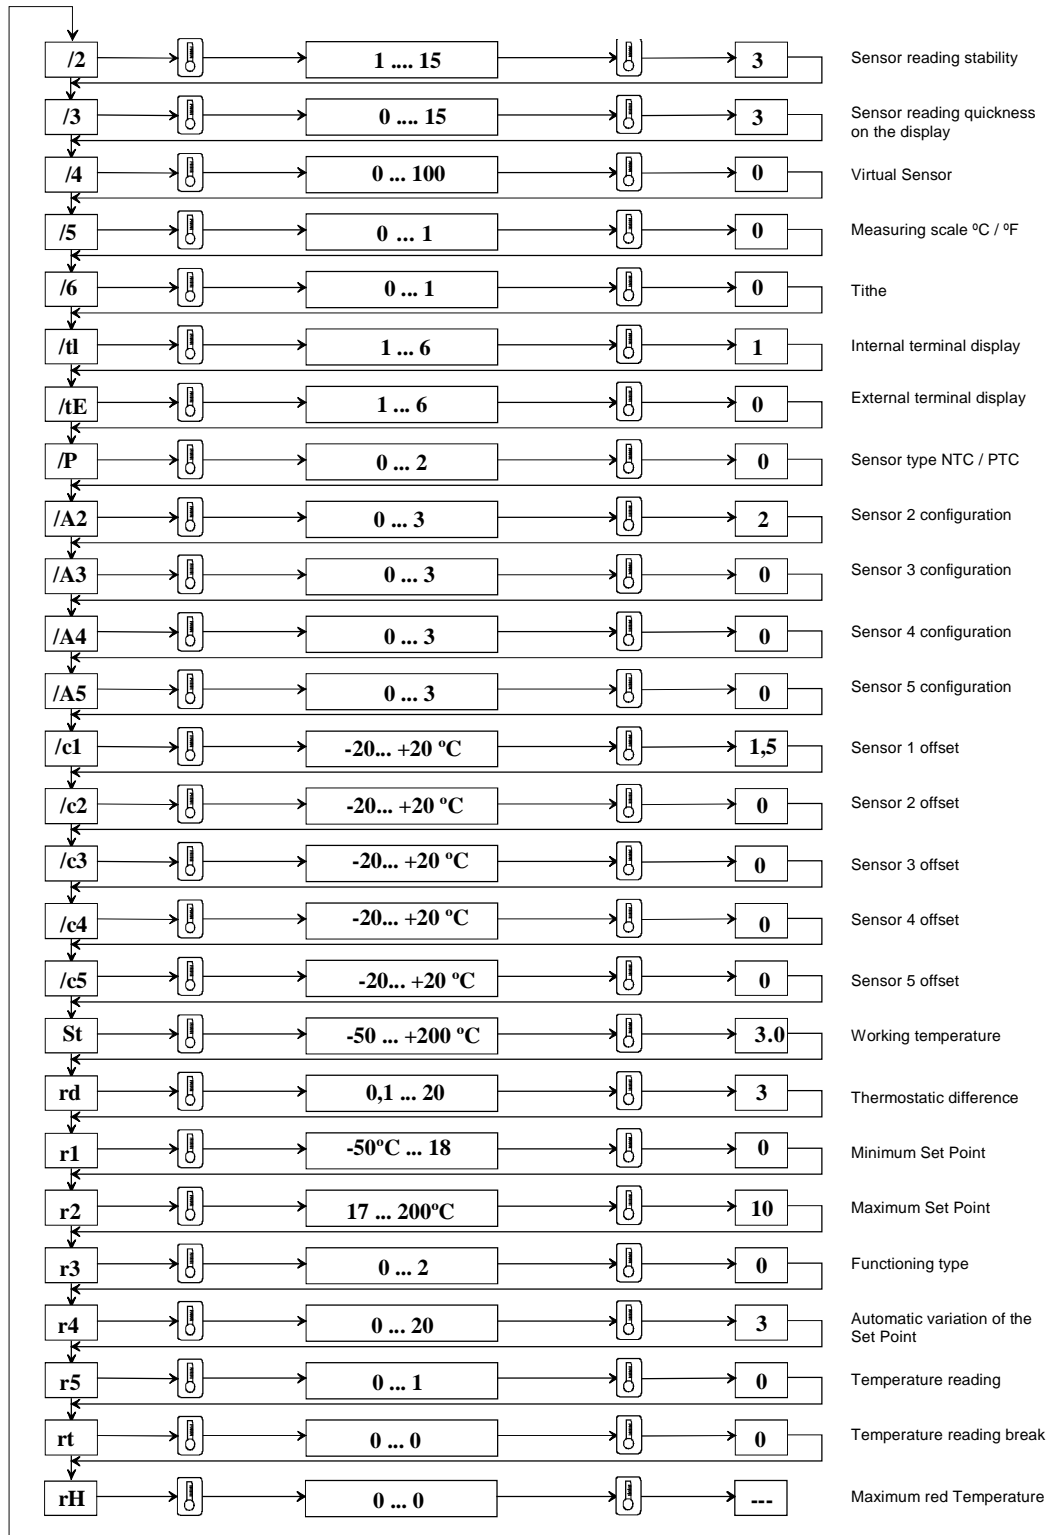 /2 1 .... 15 3 Sensor reading stability
/3 0 .... 15 3 Sensor reading quickness
on the display
/4 0 ... 100 0 Virtual Sensor
/5 0 ... 1 0 Measuring scale ºC / ºF
/6 0 ... 1 0 Tithe
/tl 1 ... 6 1 Internal terminal display
/tE 1 ... 6 0 External terminal display
/P 0 ... 2 0 Sensor type NTC / PTC
/A2 0 ... 3 2 Sensor 2 configuration
/A3 0 ... 3 0 Sensor 3 configuration
/A4 0 ... 3 0 Sensor 4 configuration
/A5 0 ... 3 0 Sensor 5 configuration
/c1 -20... +20 ºC 1,5 Sensor 1 offset
/c2 -20... +20 ºC 0 Sensor 2 offset
/c3 -20... +20 ºC 0 Sensor 3 offset
/c4 -20... +20 ºC 0 Sensor 4 offset
/c5 -20... +20 ºC 0 Sensor 5 offset
St -50 ... +200 ºC 3.0 Working temperature
rd 0,1 ... 20 3 Thermostatic difference
r1 -50ºC ... 18 0 Minimum Set Point
r2 17 ... 200ºC 10 Maximum Set Point
r3 0 ... 2 0 Functioning type
r4 0 ... 20 3 Automatic variation of the
Set Point
r5 0 ... 1 0 Temperature reading
rt 0 ... 0 0 Temperature reading break
rH 0 ... 0 --- Maximum red Temperature